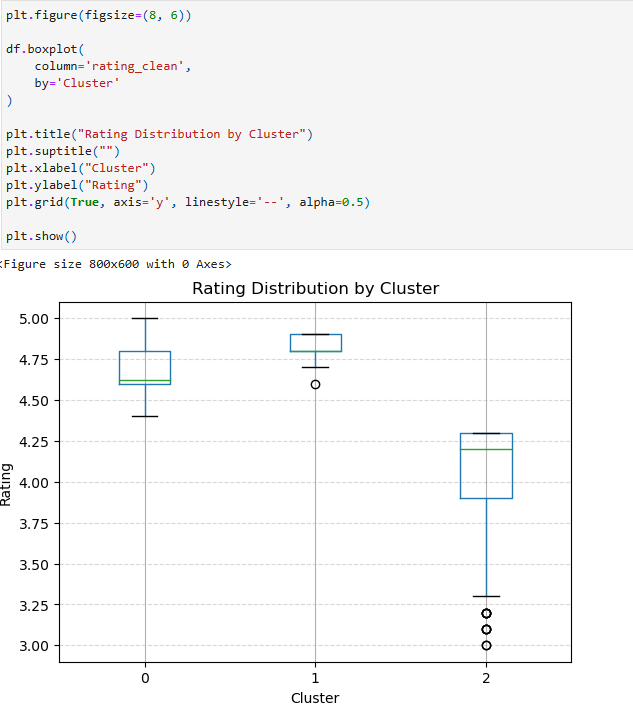 plt.figure(figsize=(8, 6))
df.boxplot(
    column='rating_clean',
    by='Cluster'
)
plt.title("Rating Distribution by Cluster")
plt.suptitle("")
plt.xlabel("Cluster")
plt.ylabel("Rating")
plt.grid(True, axis='y', linestyle='--', alpha=0.5)
plt.show()
<Figure size 800x600 with 0 Axes>
Rating Distribution by Cluster
5.00
4.75
4.50
4.25
4.00
3.75
3.50
3.25
3.00
Rating
0 1 2
Cluster